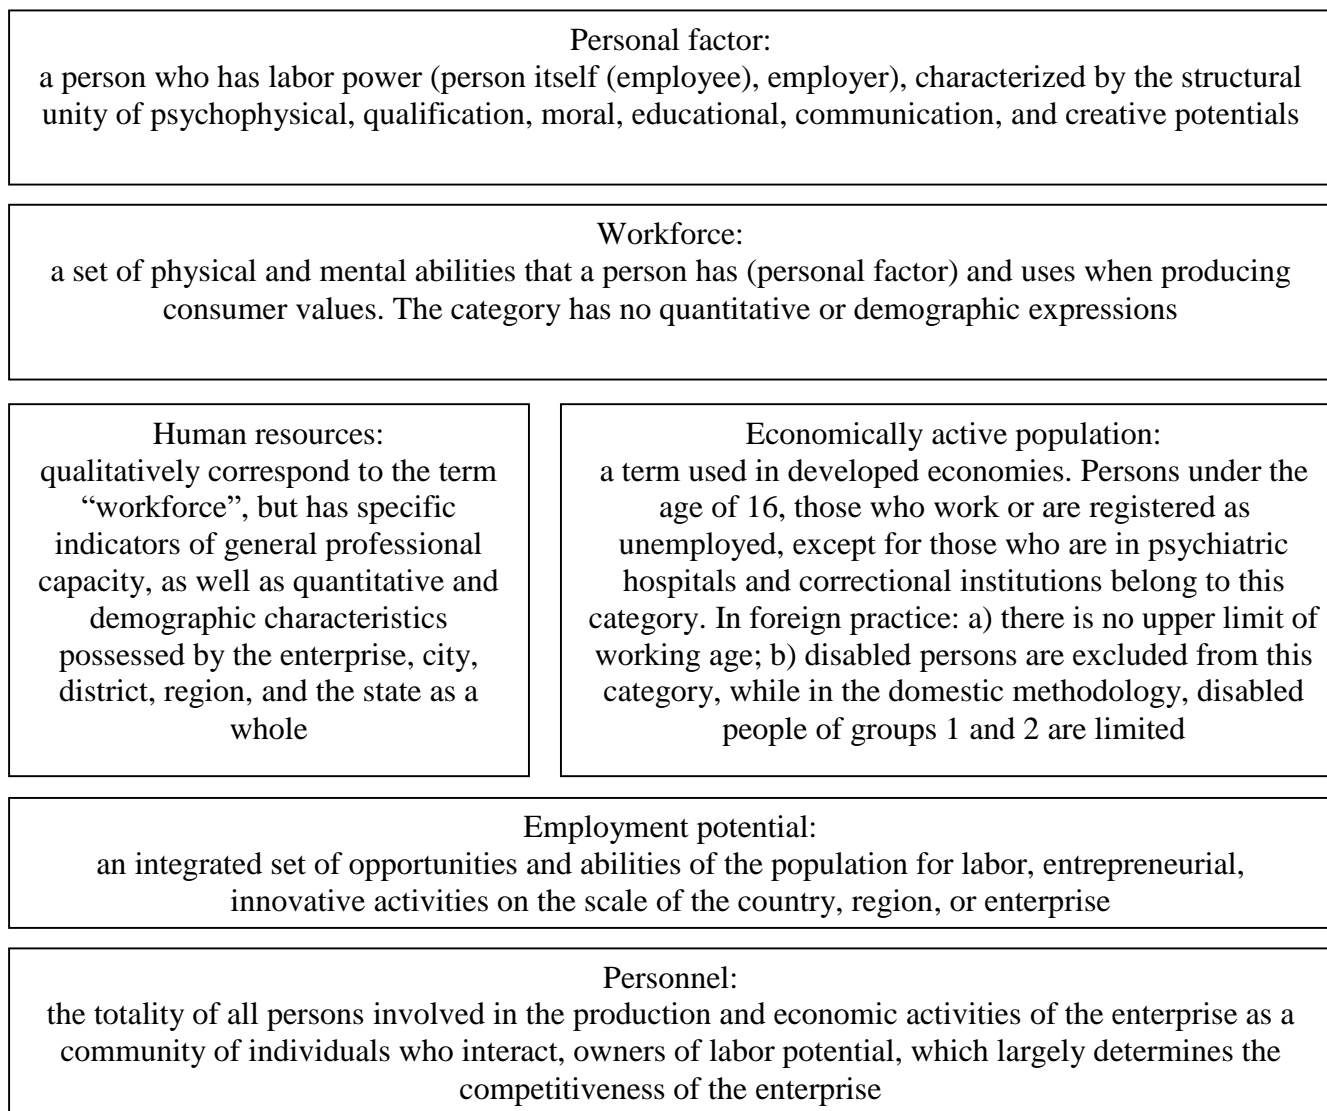 Personal factor:
a person who has labor power (person itself (employee), employer), characterized by the structural
unity of psychophysical, qualification, moral, educational, communication, and creative potentials
Workforce:
a set of physical and mental abilities that a person has (personal factor) and uses when producing
consumer values. The category has no quantitative or demographic expressions
Human resources:
qualitatively correspond to the term
“workforce”, but has specific
indicators of general professional
capacity, as well as quantitative and
demographic characteristics
possessed by the enterprise, city,
district, region, and the state as a
whole
Economically active population:
a term used in developed economies. Persons under the
age of 16, those who work or are registered as
unemployed, except for those who are in psychiatric
hospitals and correctional institutions belong to this
category. In foreign practice: a) there is no upper limit of
working age; b) disabled persons are excluded from this
category, while in the domestic methodology, disabled
people of groups 1 and 2 are limited
Employment potential:
an integrated set of opportunities and abilities of the population for labor, entrepreneurial,
innovative activities on the scale of the country, region, or enterprise
Personnel:
the totality of all persons involved in the production and economic activities of the enterprise as a
community of individuals who interact, owners of labor potential, which largely determines the
competitiveness of the enterprise